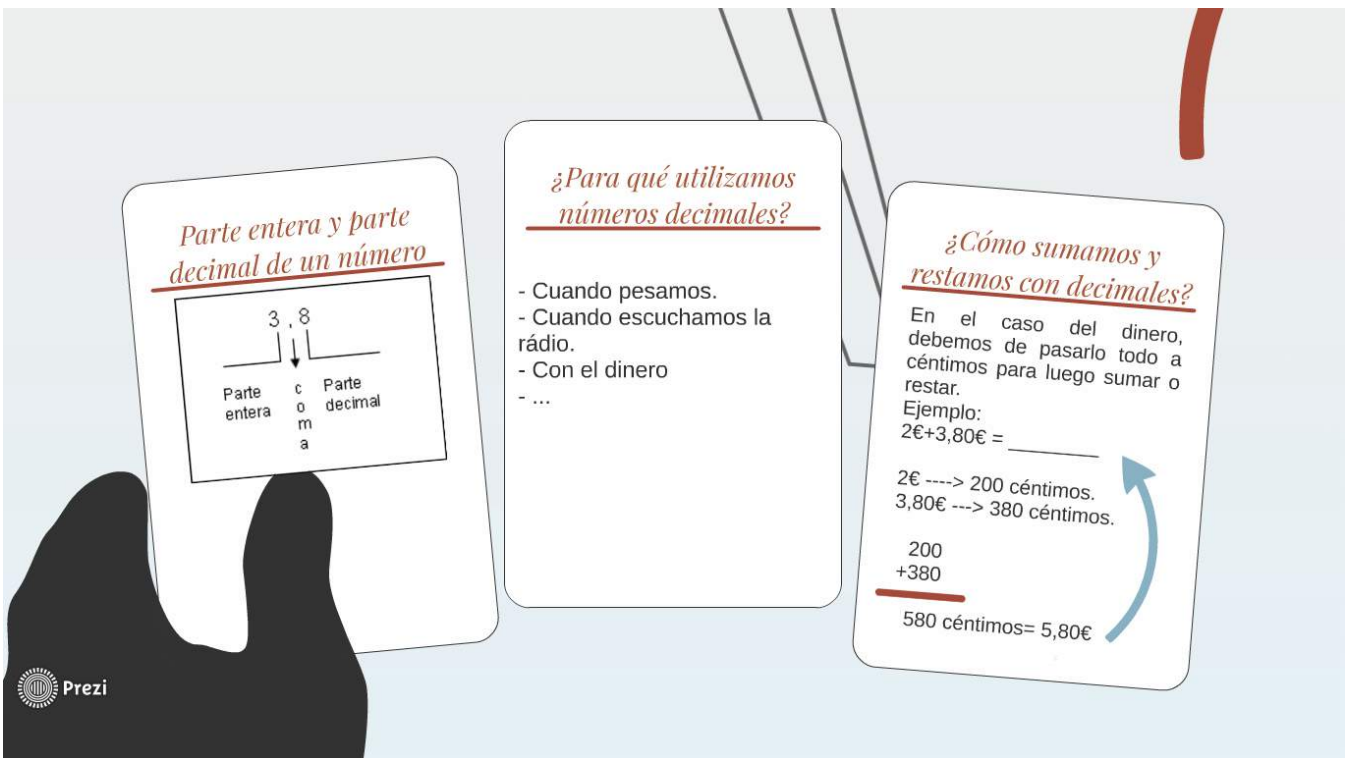 Parte entera y parte
decimal de un número
3 , 8
Parte
entera
c
o
m
a
Parte
decimal
¿Para qué utilizamos
números decimales?
- Cuando pesamos.
- Cuando escuchamos la
rádio.
- Con el dinero
- ...
¿Cómo sumamos y
restamos con decimales?
En el caso del dinero,
debemos de pasarlo todo a
céntimos para luego sumar o
restar.
Ejemplo:
2€+3,80€ = ________
2€ ----> 200 céntimos.
3,80€ ---> 380 céntimos.
200
+380
580 céntimos= 5,80€
Prezi